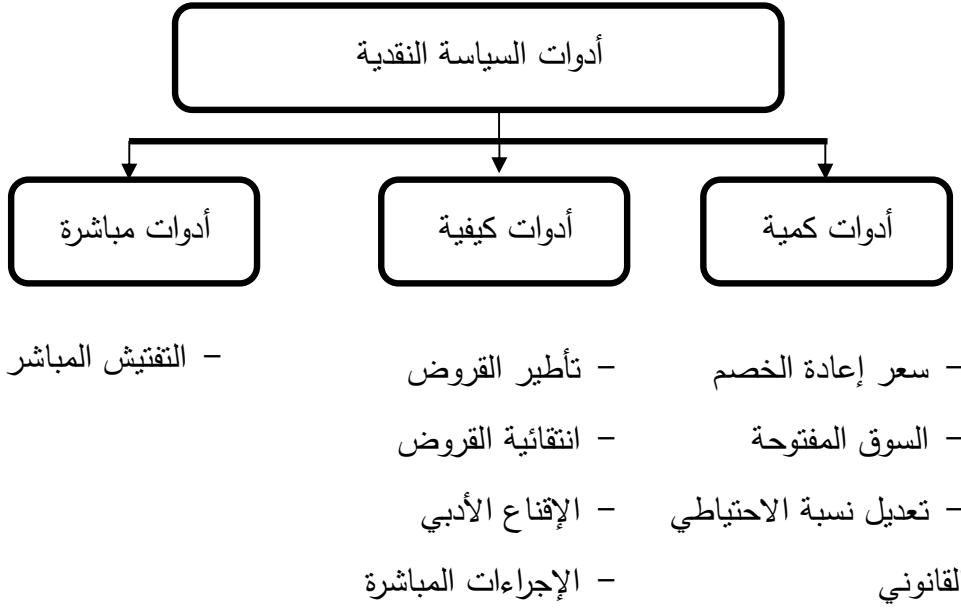 أدوات السياسة النقدية
أدوات كمية
أدوات كيفية
أدوات مباشرة
– سعر إعادة الخصم
– السوق المفتوحة
– تعديل نسبة الاحتياطي
لقانوني
– تأطير القروض
– انتقائية القروض
– الإقناع الأدبي
– الإجراءات المباشرة
– التفتيش المباشر